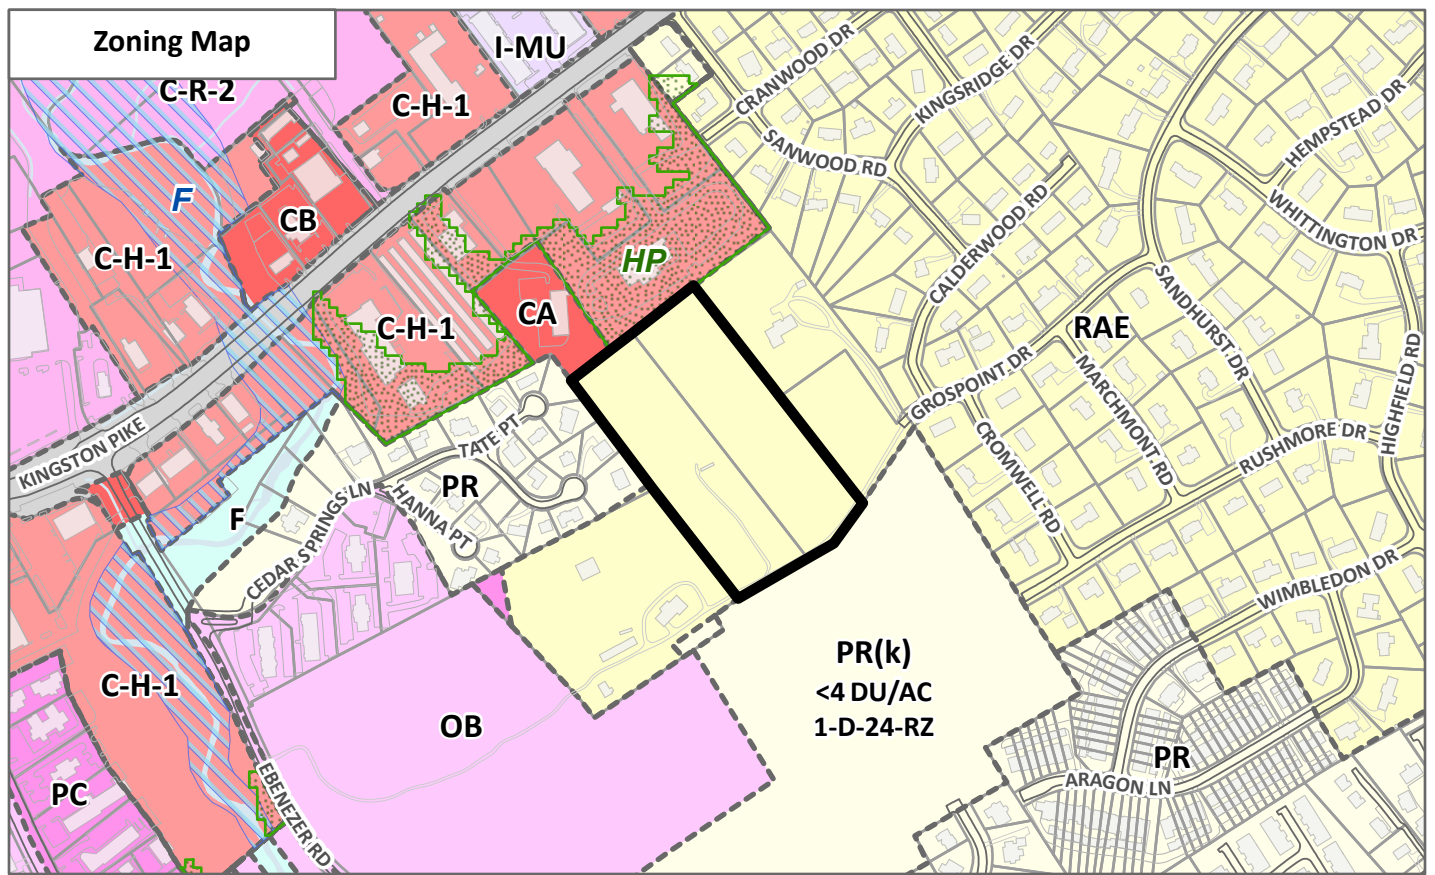 Zoning Map
I-MU
C-R-2
C-H-1
CRANWOOD DR
KINGSRIDGE DR
HEMPSTEAD DR
SANWOOD RD
F
CB
C-H-1
HP
CALDERWOOD RD
WHITTINGTON DR
C-H-1
CA
RAE
SANDHURST DR
GROSPOINT DR
MARCHMONT RD
HIGHFIELD RD
KINGSTON PIKE
TATE PT
CROMWELL RD
RUSHMORE DR
PR
HANNA PT
F
CEDAR SPRINGS LN
WIMBLEDON DR
PR(k)
<4 DU/AC
1-D-24-RZ
C-H-1
OB
PR
ARAGON LN
PC
EBENEZER RD